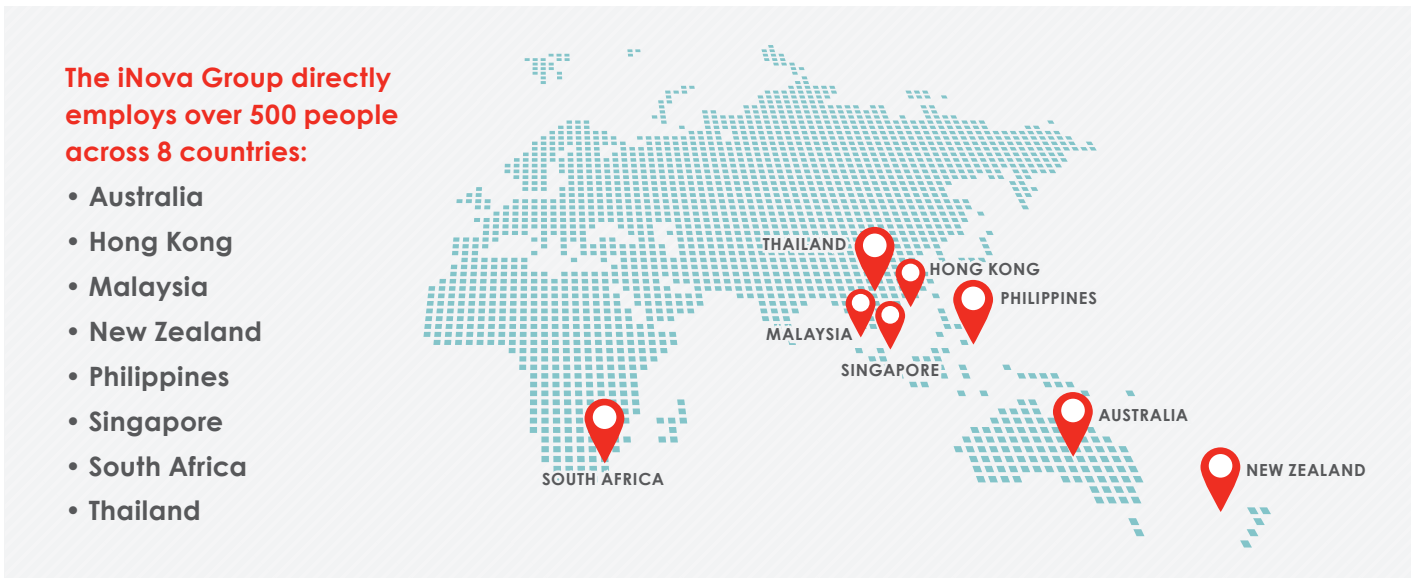 The iNova Group directly
employs over 500 people
across 8 countries:
• Australia
• Hong Kong
• Malaysia
• New Zealand
• Philippines
• Singapore
• South Africa
• Thailand
THAILAND
HONG KONG
PHILIPPINES
MALAYSIA
SINGAPORE
AUSTRALIA
NEW ZEALAND
SOUTH AFRICA